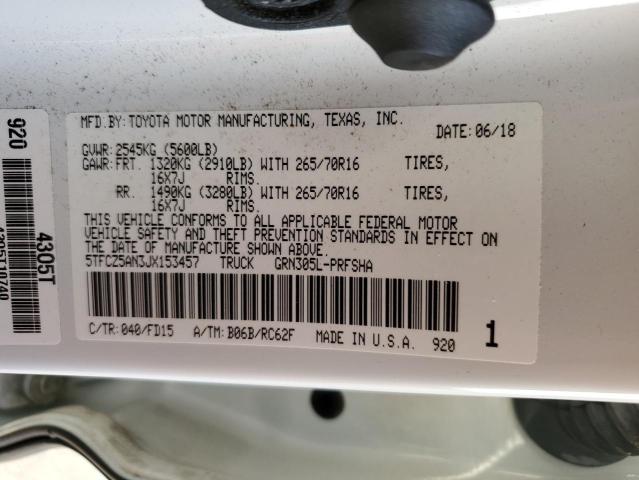 MFD.BY:TOYOTA MOTOR MANUFACTURING, TEXAS, INC.
DATE:06/18
GVWR:2545KG (5600LB)
GAWR:FRT. 1320KG (2910LB) WITH 265/70R16 TIRES,
16X7J RIMS.
RR. 1490KG (3280LB) WITH 265/70R16 TIRES,
16X7J RIMS.
THIS VEHICLE CONFORMS TO ALL APPLICABLE FEDERAL MOTOR
VEHICLE SAFETY AND THEFT PREVENTION STANDARDS IN EFFECT ON THE
DATE OF MANUFACTURE SHOWN ABOVE.
5TFCZ5AN3JX153457 TRUCK GRN305L-PRFSHA
C/TR:040/FD15 A/TM:B06B/RC62F MADE IN U.S.A. 920 1
920
4305T